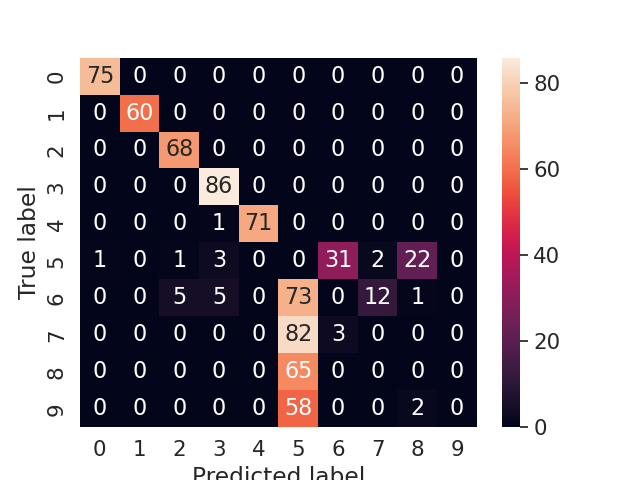 75 0 0 0 0 0 0 0 0 0
0 60 0 0 0 0 0 0 0 0
0 0 68 0 0 0 0 0 0 0
0 0 0 86 0 0 0 0 0 0
0 0 0 1 71 0 0 0 0 0
1 0 1 3 0 0 31 2 22 0
0 0 5 5 0 73 0 12 1 0
0 0 0 0 0 82 3 0 0 0
0 0 0 0 0 65 0 0 0 0
0 0 0 0 0 58 0 0 2 0
0 1 2 3 4 5 6 7 8 9
True label
0 1 2 3 4 5 6 7 8 9
Predicted label
80
60
40
20
0